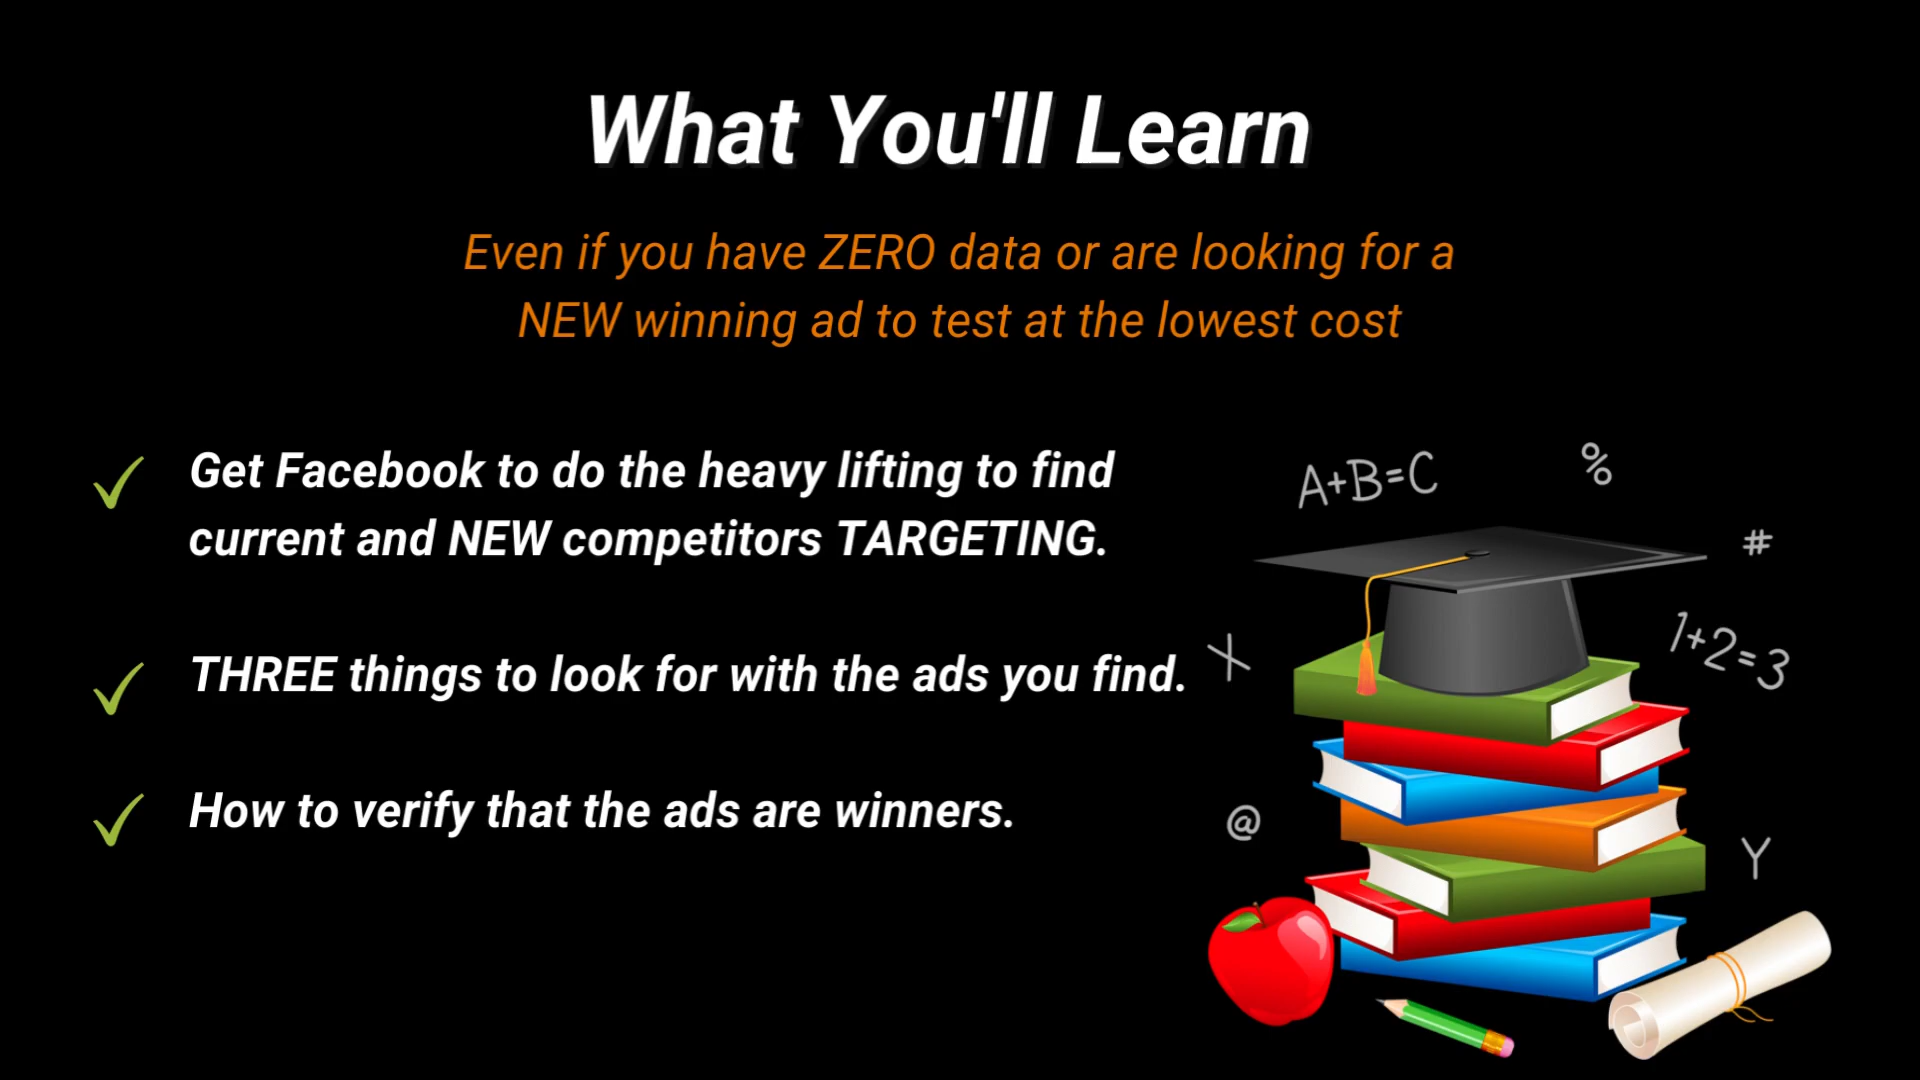 What You'll Learn
Even if you have ZERO data or are looking for a
NEW winning ad to test at the lowest cost
Get Facebook to do the heavy lifting to find
current and NEW competitors TARGETING.
THREE things to look for with the ads you find.
How to verify that the ads are winners.
A+B=C
%
#
1+2=3
X
@
Y